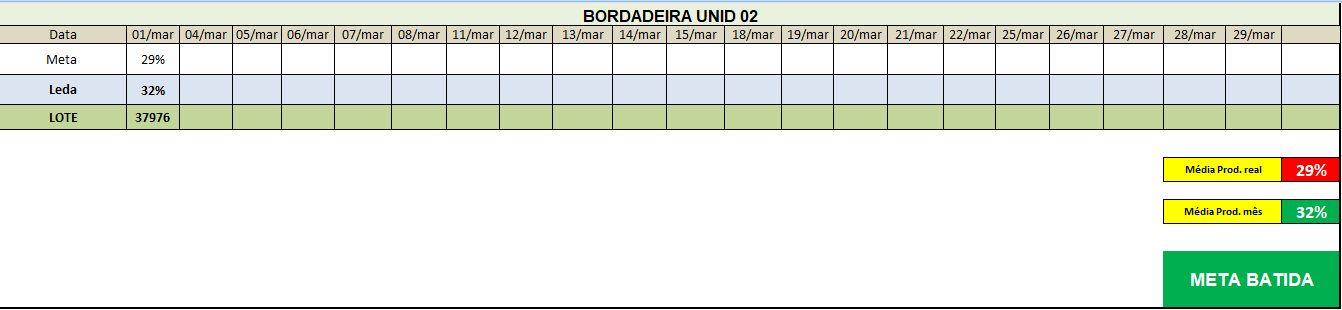 BORDADEIRA UNID 02
Data 01/mar 04/mar 05/mar 06/mar 07/mar 08/mar 11/mar 12/mar 13/mar 14/mar 15/mar 18/mar 19/mar 20/mar 21/mar 22/mar 25/mar 26/mar 27/mar 28/mar 29/mar
Meta 29%
Leda 32%
LOTE 37976
Média Prod. real 29%
Média Prod. mês 32%
META BATIDA